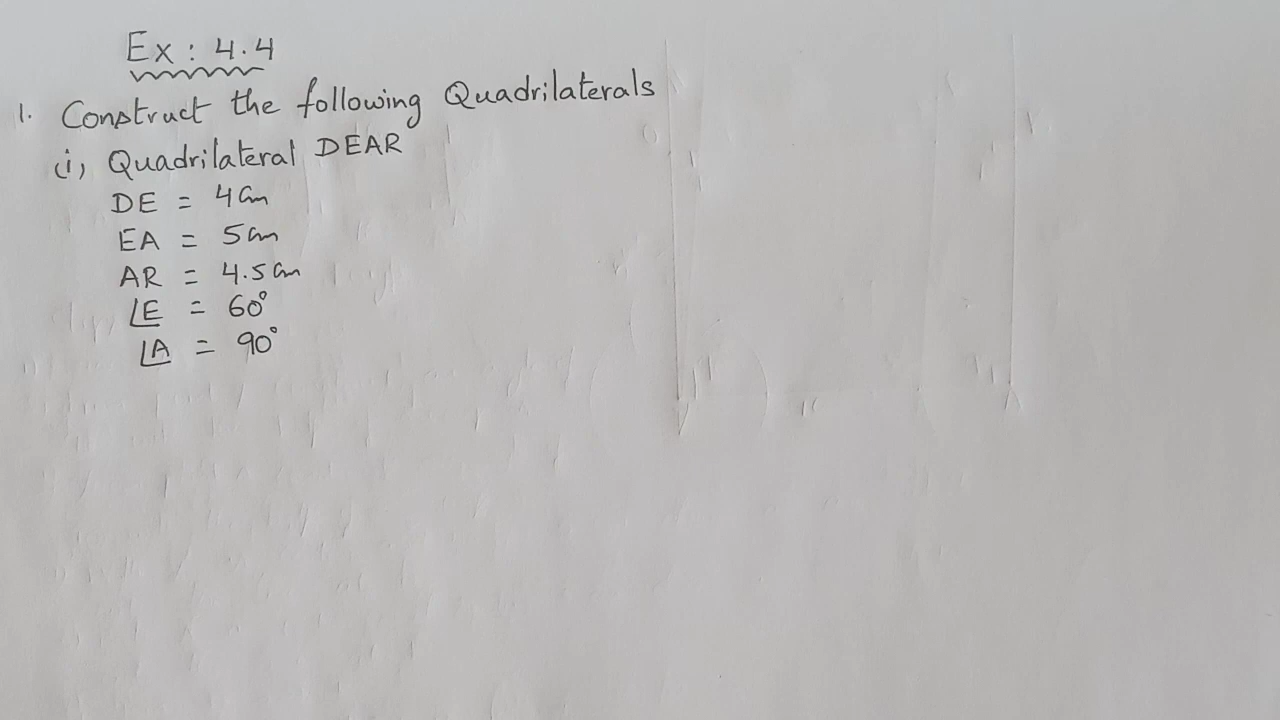 Ex : 4.4
1. Construct the following Quadrilaterals
(i) Quadrilateral DEAR
DE = 4cm
EA = 5cm
AR = 4.5cm
∠E = 60°
∠A = 90°